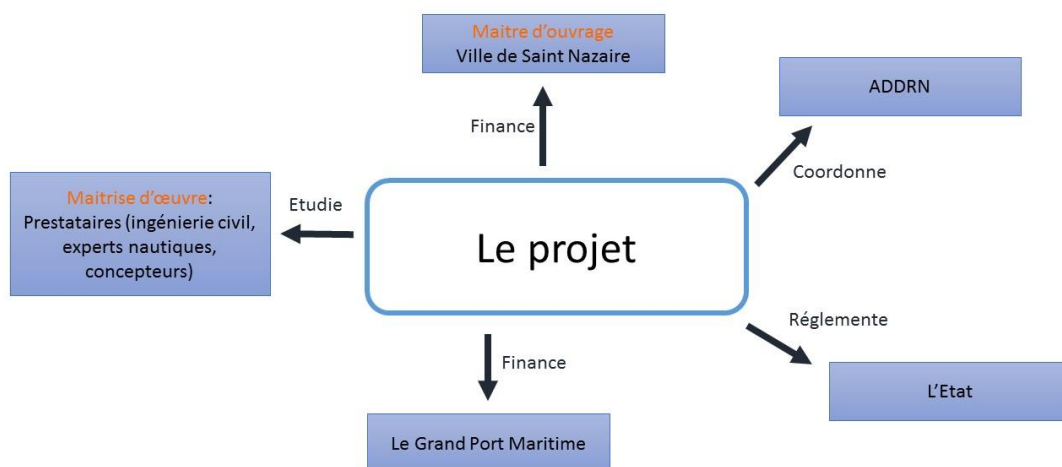 Maitre d'ouvrage
Ville de Saint Nazaire
ADDRN
Finance
Coordonne
Maitrise d'œuvre:
Prestataires (ingénierie civil,
experts nautiques,
concepteurs)
Etudie
Le projet
Réglemente
Finance
L'Etat
Le Grand Port Maritime